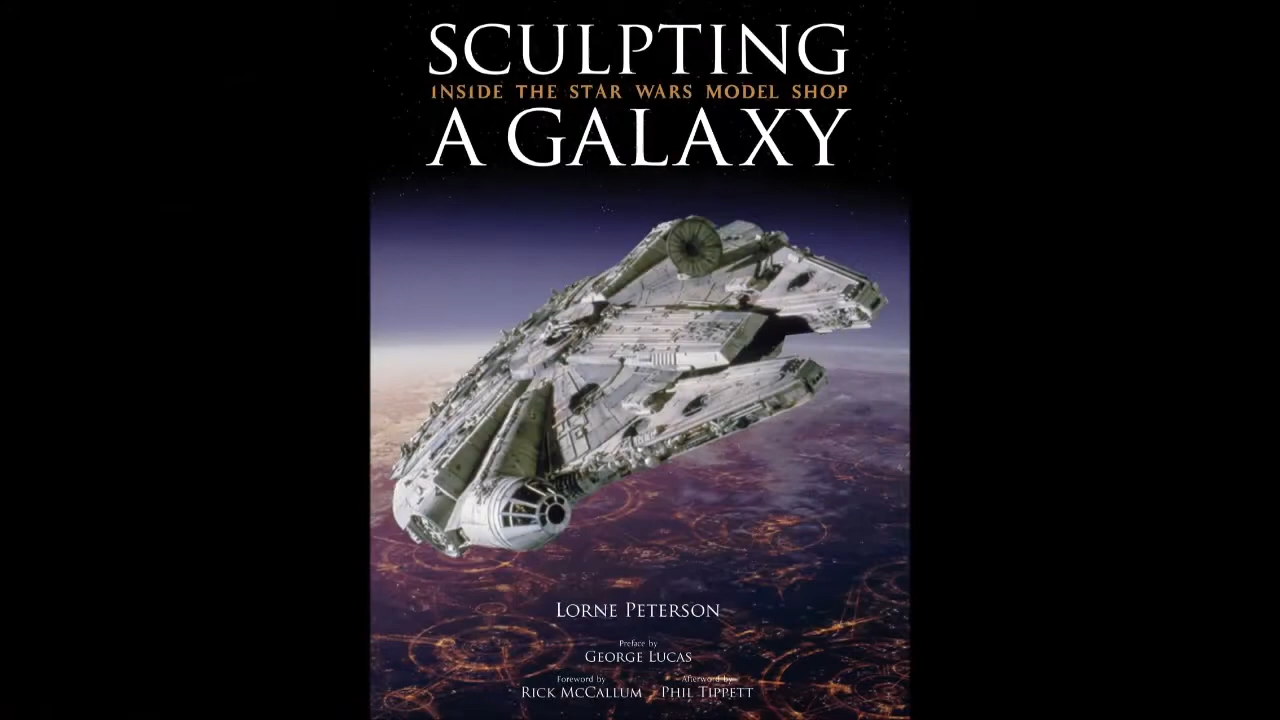 SCULPTING
INSIDE THE STAR WARS MODEL SHOP
A GALAXY
LORNE PETERSON
Preface by
GEORGE LUCAS
Foreword by
RICK MCCALLUM
Afterword by
PHIL TIPPETT